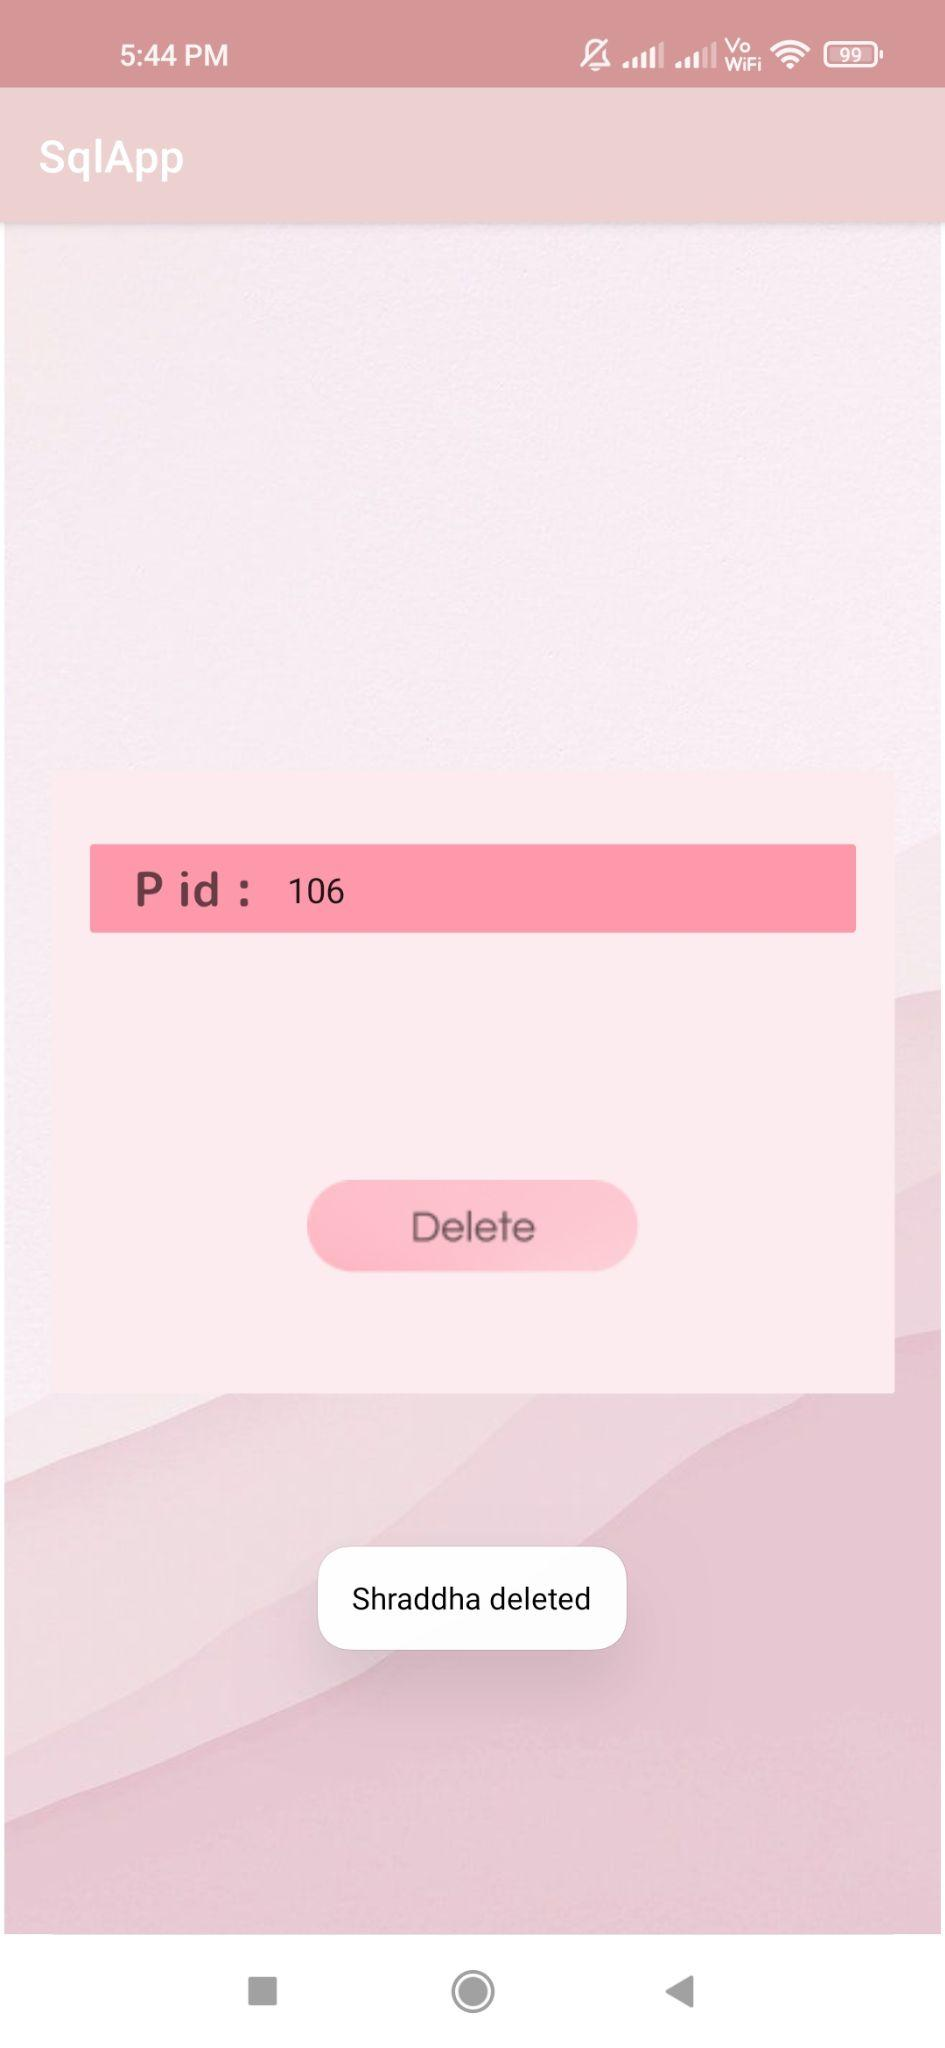 5:44 PM
Vo
WiFi
99
SqlApp
P id : 106
Delete
Shraddha deleted